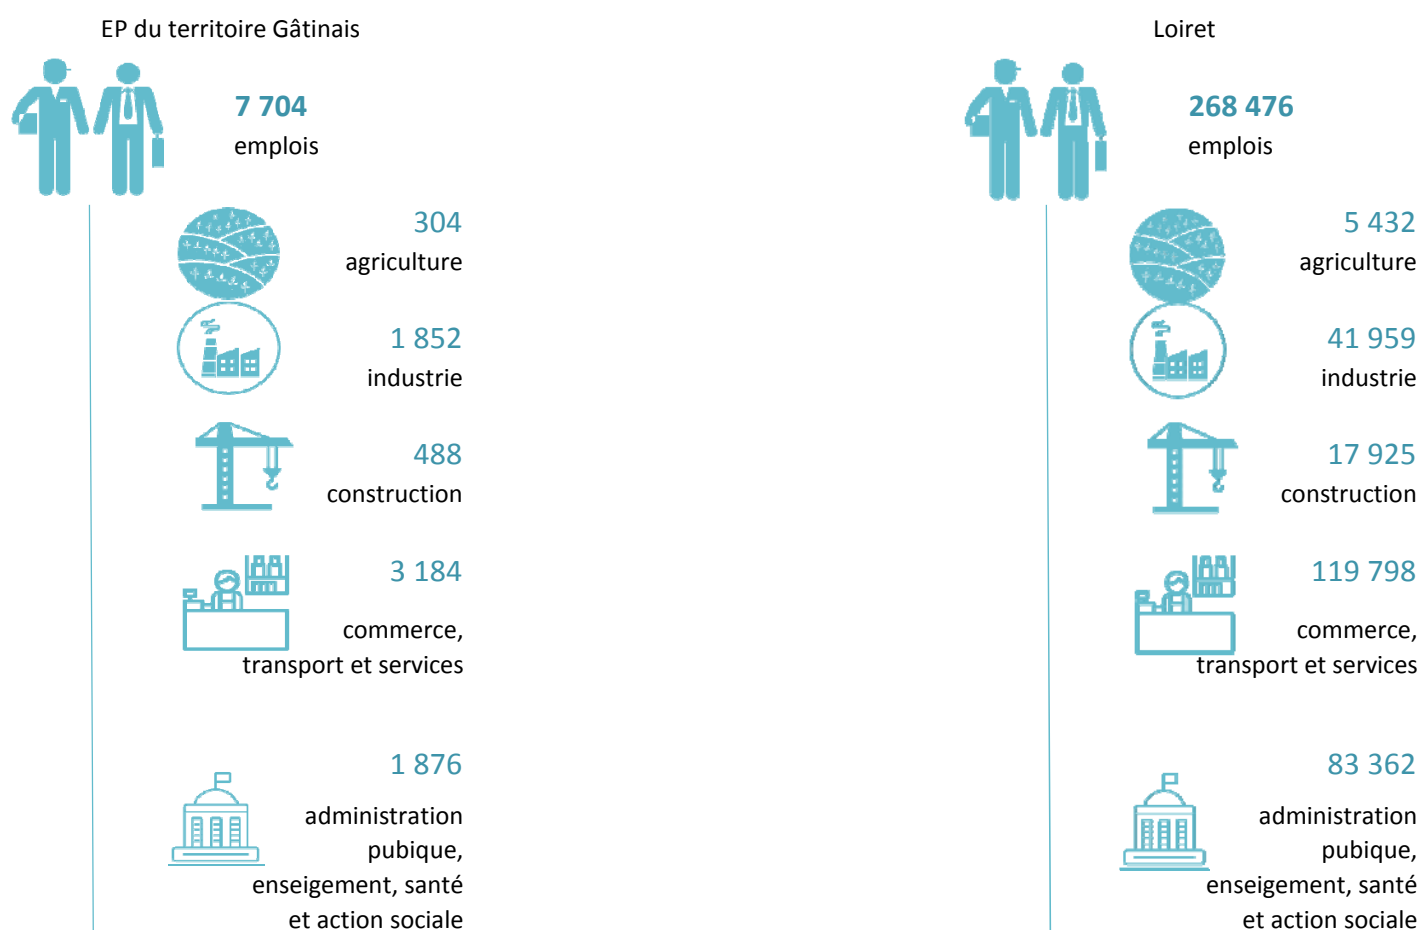 EP du territoire Gâtinais
7 704
emplois
304
agriculture
1 852
industrie
488
construction
3 184
commerce,
transport et services
1 876
administration
pubique,
enseigement, santé
et action sociale
Loiret
268 476
emplois
5 432
agriculture
41 959
industrie
17 925
construction
119 798
commerce,
transport et services
83 362
administration
pubique,
enseigement, santé
et action sociale